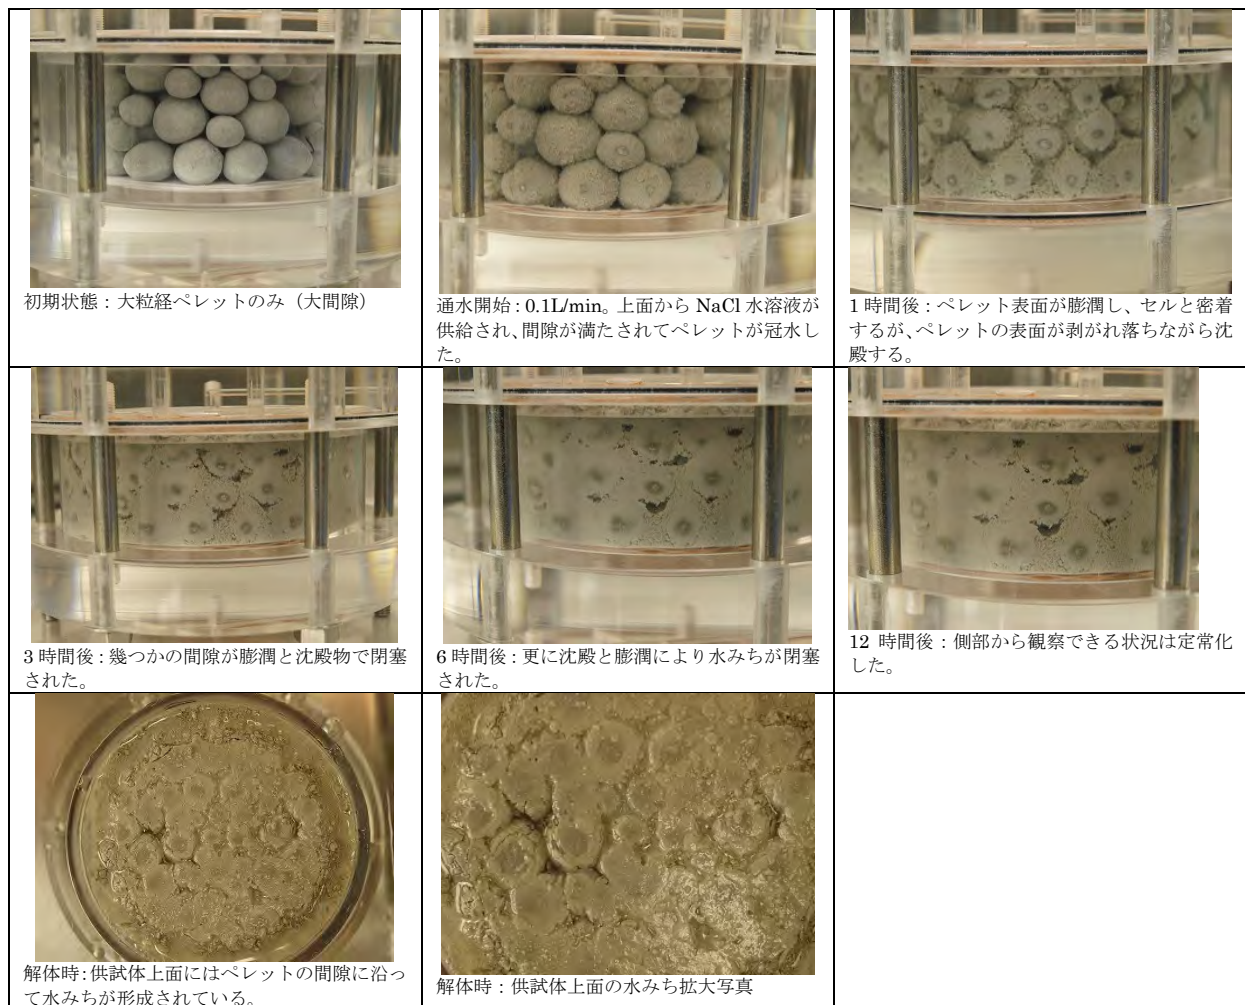 初期状態：大粒経ペレットのみ（大間隙）
通水開始：0.1L/min。上面から NaCl 水溶液が
供給され、間隙が満たされてペレットが冠水し
た。
1 時間後：ペレット表面が膨潤し、セルと密着
するが、ペレットの表面が剥がれ落ちながら沈
殿する。
3 時間後：幾つかの間隙が膨潤と沈殿物で閉塞
された。
6 時間後：更に沈殿と膨潤により水みちが閉塞
された。
12 時間後：側部から観察できる状況は定常化
した。
解体時：供試体上面にはペレットの間隙に沿っ
て水みちが形成されている。
解体時：供試体上面の水みち拡大写真